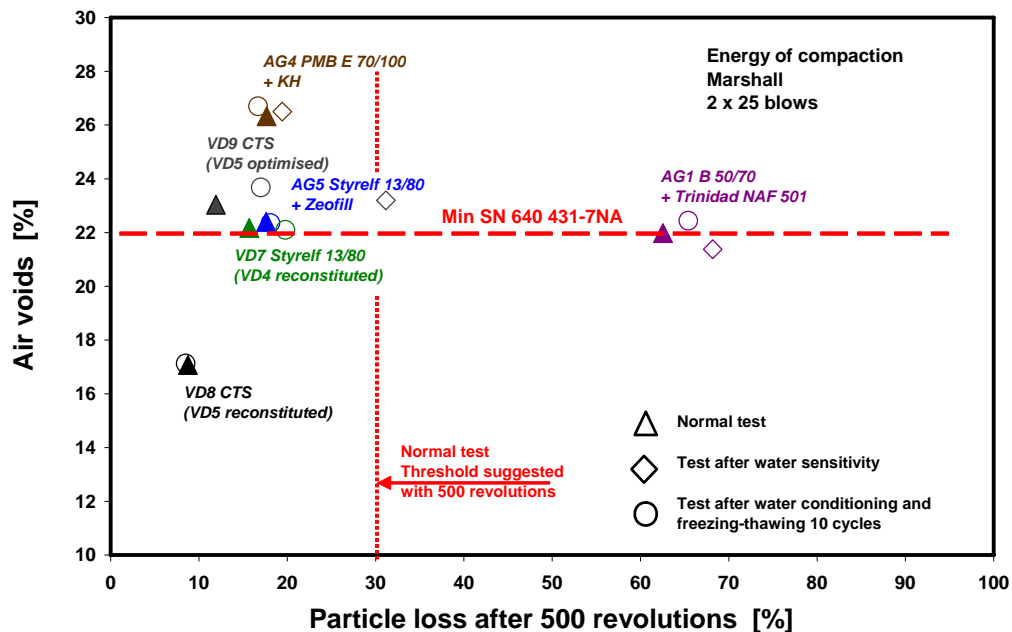 30
28
26
24
22
20
18
16
14
12
10
Air voids [%]
AG4 PMB E 70/100
+ KH
Energy of compaction
Marshall
2 x 25 blows
VD9 CTS
(VD5 optimised)
AG5 Styrelf 13/80
+ Zeofill
AG1 B 50/70
+ Trinidad NAF 501
Min SN 640 431-7NA
VD7 Styrelf 13/80
(VD4 reconstituted)
VD8 CTS
(VD5 reconstituted)
Normal test
Threshold suggested
with 500 revolutions
Normal test
Test after water sensitivity
Test after water conditioning and
freezing-thawing 10 cycles
0 10 20 30 40 50 60 70 80 90 100
Particle loss after 500 revolutions [%]